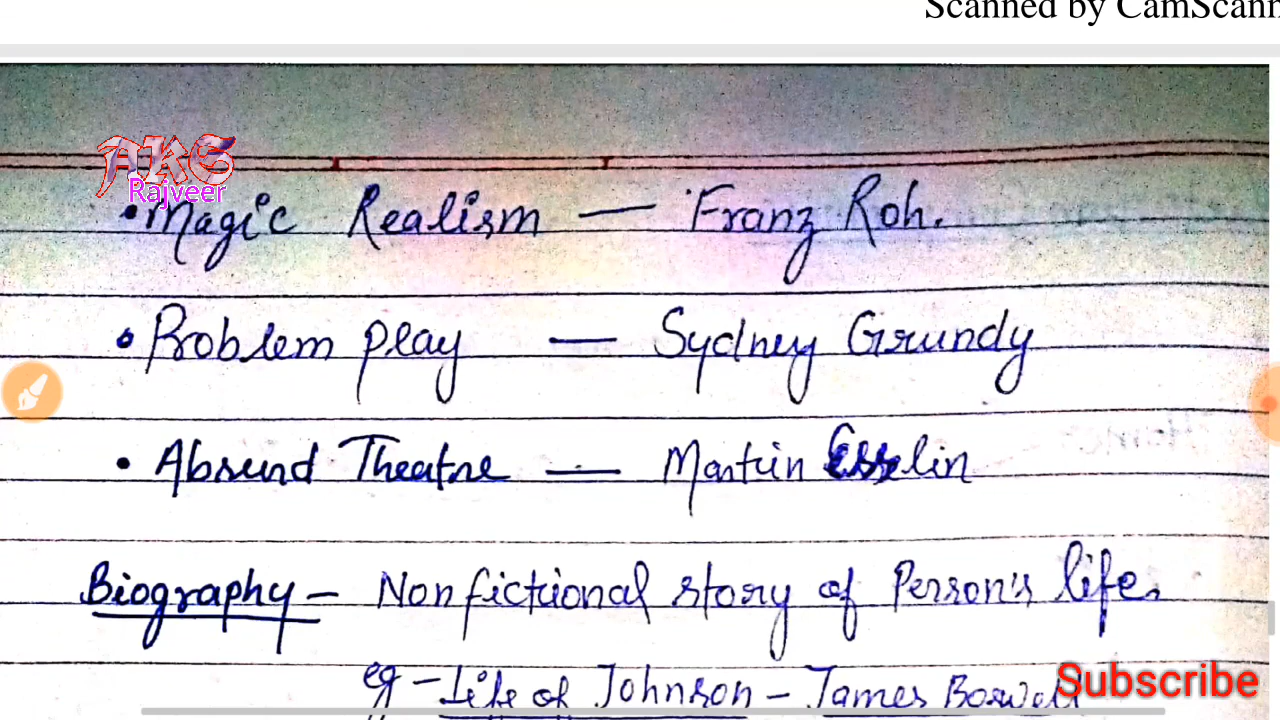 Scanned by CamScann
AKG
Rajveer
• Magic Realism — Franz Roh.
• Problem play — Sydney Grundy
• Absurd Theatre — Martin Esslin
Biography – Nonfictional story of Person's life.
eg – Life of Johnson – James Boswell
Subscribe